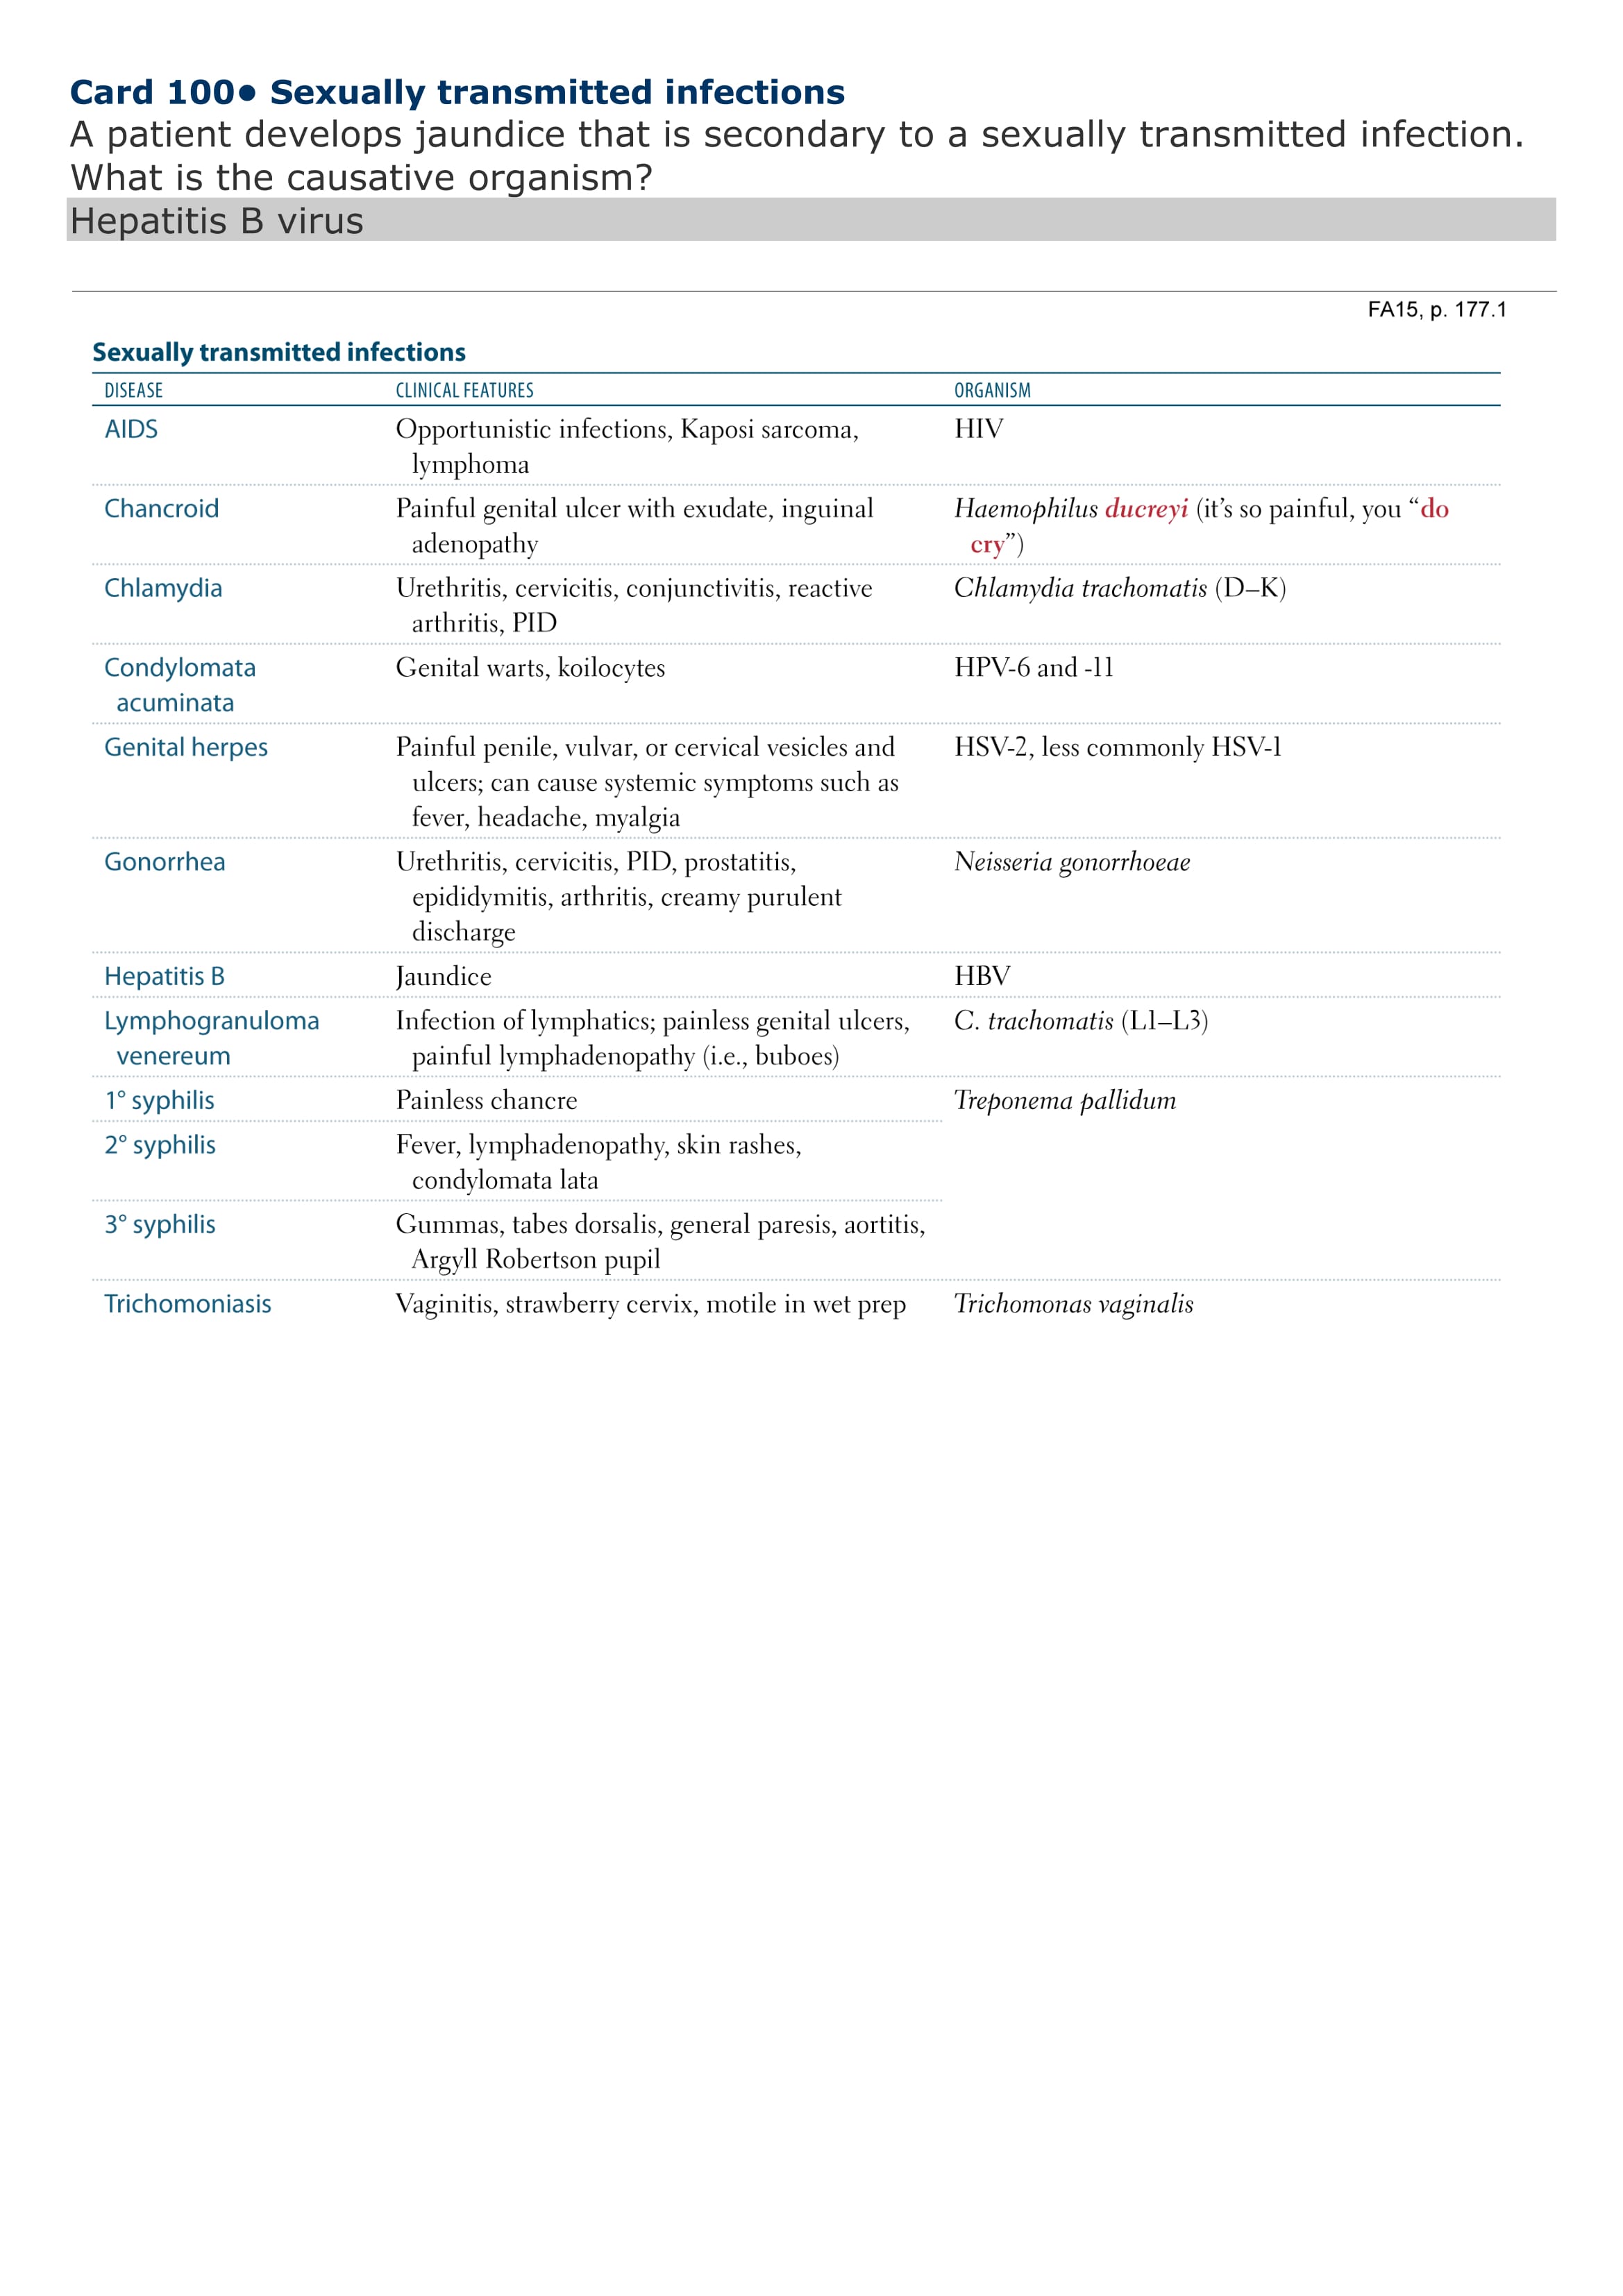 Card 100• Sexually transmitted infections
A patient develops jaundice that is secondary to a sexually transmitted infection.
What is the causative organism?
Hepatitis B virus
FA15, p. 177.1
Sexually transmitted infections
DISEASE CLINICAL FEATURES ORGANISM
AIDS Opportunistic infections, Kaposi sarcoma, HIV
lymphoma
Chancroid Painful genital ulcer with exudate, inguinal Haemophilus ducreyi (it’s so painful, you “do
adenopathy cry”)
Chlamydia Urethritis, cervicitis, conjunctivitis, reactive Chlamydia trachomatis (D–K)
arthritis, PID
Condylomata Genital warts, koilocytes HPV-6 and -11
acuminata
Genital herpes Painful penile, vulvar, or cervical vesicles and HSV-2, less commonly HSV-1
ulcers; can cause systemic symptoms such as
fever, headache, myalgia
Gonorrhea Urethritis, cervicitis, PID, prostatitis, Neisseria gonorrhoeae
epididymitis, arthritis, creamy purulent
discharge
Hepatitis B Jaundice HBV
Lymphogranuloma Infection of lymphatics; painless genital ulcers, C. trachomatis (L1–L3)
venereum painful lymphadenopathy (i.e., buboes)
1° syphilis Painless chancre Treponema pallidum
2° syphilis Fever, lymphadenopathy, skin rashes,
condylomata lata
3° syphilis Gummas, tabes dorsalis, general paresis, aortitis,
Argyll Robertson pupil
Trichomoniasis Vaginitis, strawberry cervix, motile in wet prep Trichomonas vaginalis